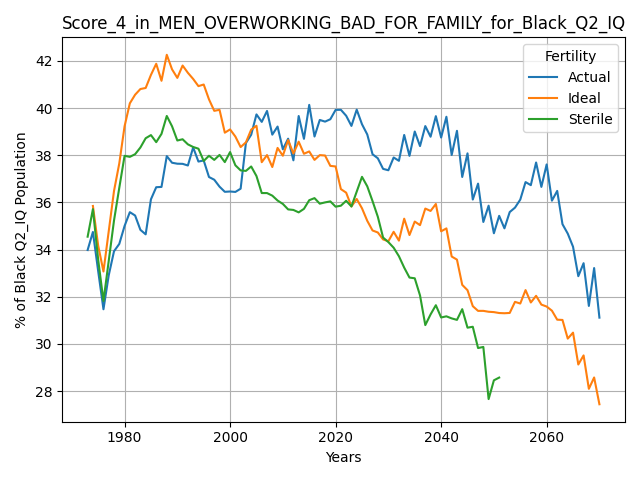 Score_4_in_MEN_OVERWORKING_BAD_FOR_FAMILY_for_Black_Q2_IQ
Fertility
Actual
Ideal
Sterile
% of Black Q2_IQ Population
42
40
38
36
34
32
30
28
1980
2000
2020
2040
2060
Years